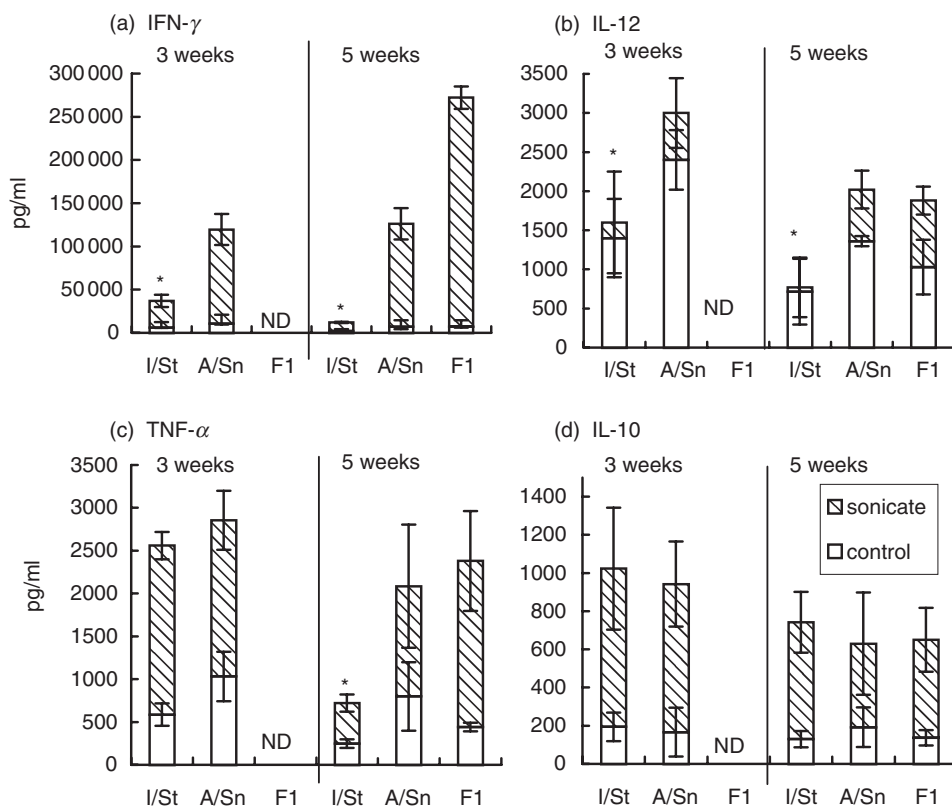 (a) IFN-γ
3 weeks 5 weeks
300 000
250 000
200 000
150 000
100 000
50 000
0
pg/ml
*
ND
*
I/St A/Sn F1 I/St A/Sn F1
(b) IL-12
3 weeks 5 weeks
3500
3000
2500
2000
1500
1000
500
0
*
ND
*
I/St A/Sn F1 I/St A/Sn F1
(c) TNF-α
3 weeks 5 weeks
3500
3000
2500
2000
1500
1000
500
0
pg/ml
ND
*
I/St A/Sn F1 I/St A/Sn F1
(d) IL-10
3 weeks 5 weeks
1400
1200
1000
800
600
400
200
0
sonicate
control
ND
I/St A/Sn F1 I/St A/Sn F1